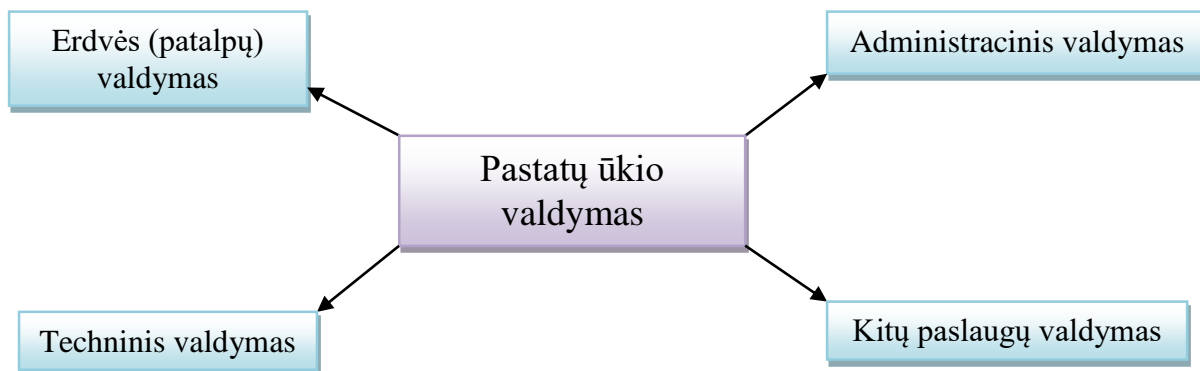 Erdvės (patalpų)
valdymas
Administracinis valdymas
Pastatų ūkio
valdymas
Techninis valdymas
Kitų paslaugų valdymas